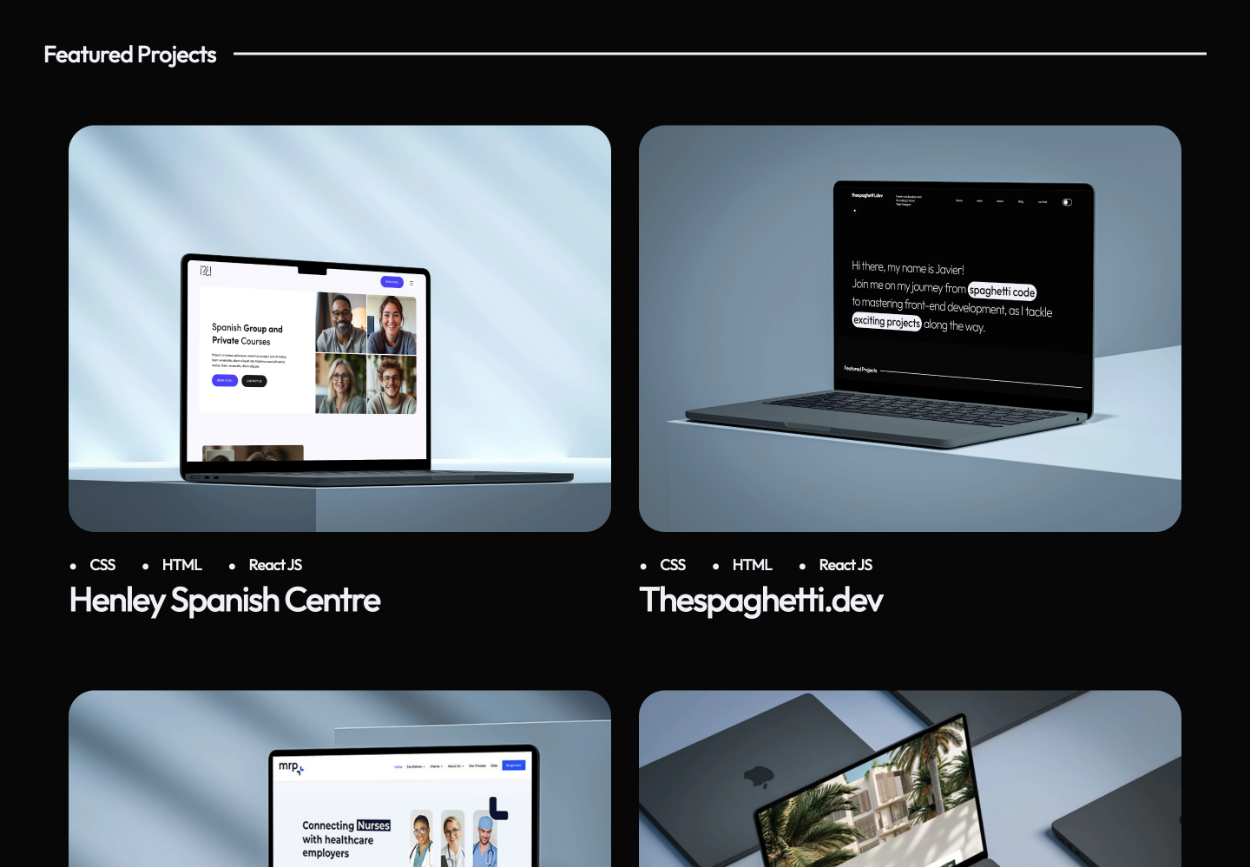 Featured Projects
Spanish Group and
Private Courses
thespaghetti.dev
Hi there, my name is Javier!
Join me on my journey from spaghetti code
to mastering front-end development, as I tackle
exciting projects along the way.
Featured Projects
CSS
HTML
React JS
Henley Spanish Centre
CSS
HTML
React JS
Thespaghetti.dev
mrp
Connecting Nurses
with healthcare
employers